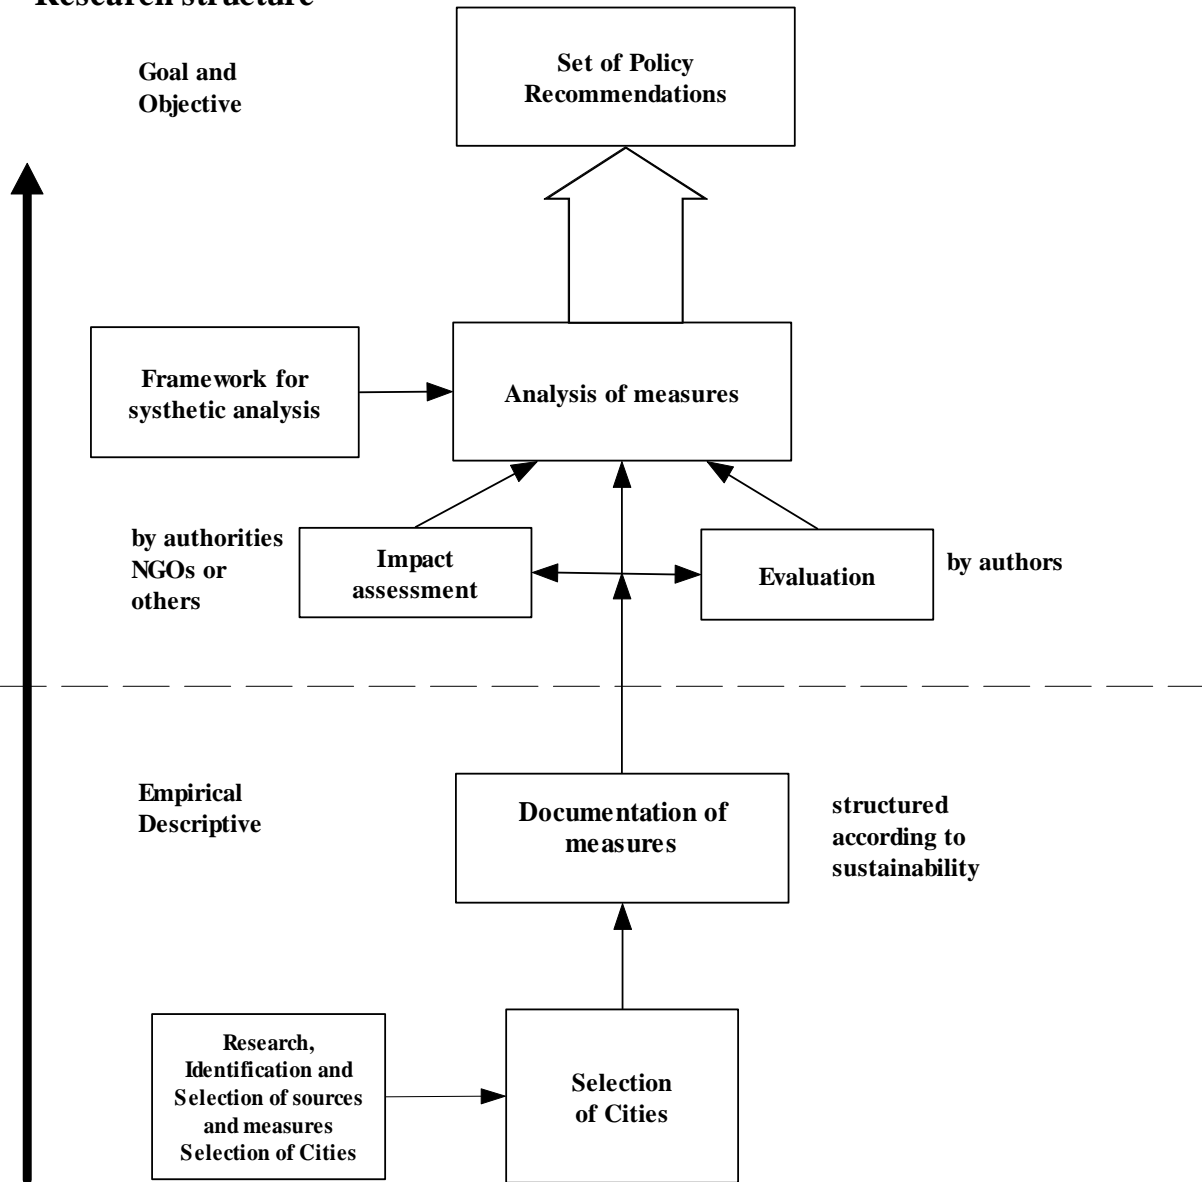 Research structure
Goal and
Objective
Set of Policy
Recommendations
Framework for
systhetic analysis
Analysis of measures
by authorities
NGOs or
others
Impact
assessment
Evaluation
by authors
Empirical
Descriptive
Documentation of
measures
structured
according to
sustainability
Research,
Identification and
Selection of sources
and measures
Selection of Cities
Selection
of Cities